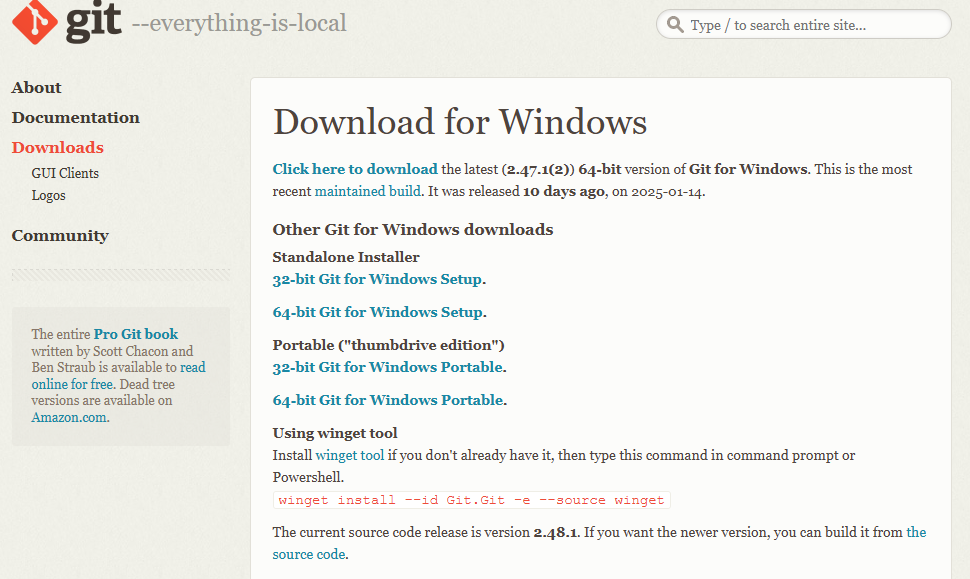 git --everything-is-local
Type / to search entire site...
About
Documentation
Downloads
GUI Clients
Logos
Community
The entire Pro Git book
written by Scott Chacon and
Ben Straub is available to read
online for free. Dead tree
versions are available on
Amazon.com.
Download for Windows
Click here to download the latest (2.47.1(2)) 64-bit version of Git for Windows. This is the most
recent maintained build. It was released 10 days ago, on 2025-01-14.
Other Git for Windows downloads
Standalone Installer
32-bit Git for Windows Setup.
64-bit Git for Windows Setup.
Portable ("thumbdrive edition")
32-bit Git for Windows Portable.
64-bit Git for Windows Portable.
Using winget tool
Install winget tool if you don't already have it, then type this command in command prompt or
Powershell.
winget install --id Git.Git -e --source winget
The current source code release is version 2.48.1. If you want the newer version, you can build it from the
source code.